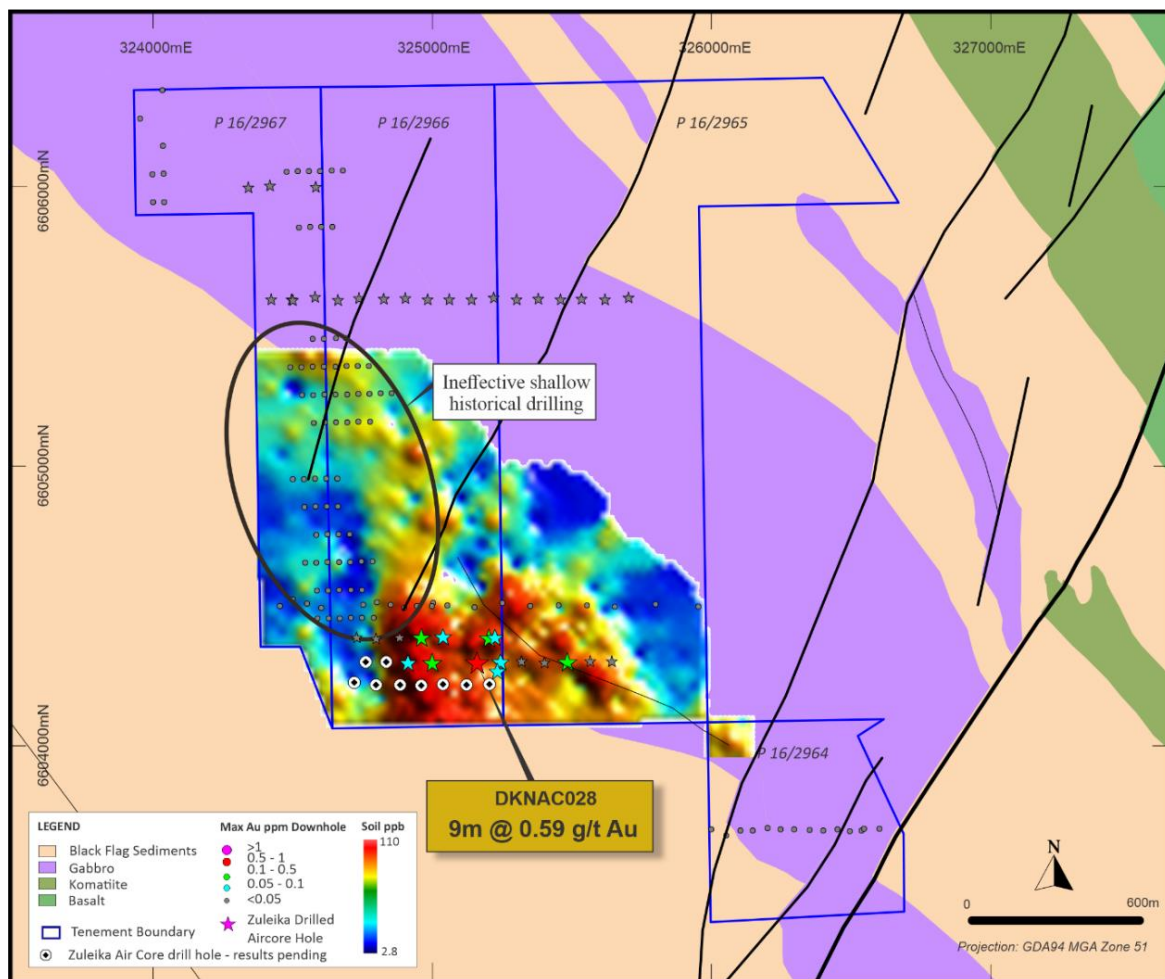 324000mE
325000mE
326000mE
327000mE
P 16/2967
P 16/2966
P 16/2965
6606000mN
Ineffective shallow
historical drilling
6605000mN
6604000mN
P 16/2964
DKNAC028
9m @ 0.59 g/t Au
LEGEND
Black Flag Sediments
Gabbro
Komatiite
Basalt
Tenement Boundary
Zuleika Air Core drill hole - results pending
Max Au ppm Downhole
>1
0.5 - 1
0.1 - 0.5
0.05 - 0.1
<0.05
Zuleika Drilled
Aircore Hole
Soil ppb
110
2.8
N
0
600m
Projection: GDA94 MGA Zone 51